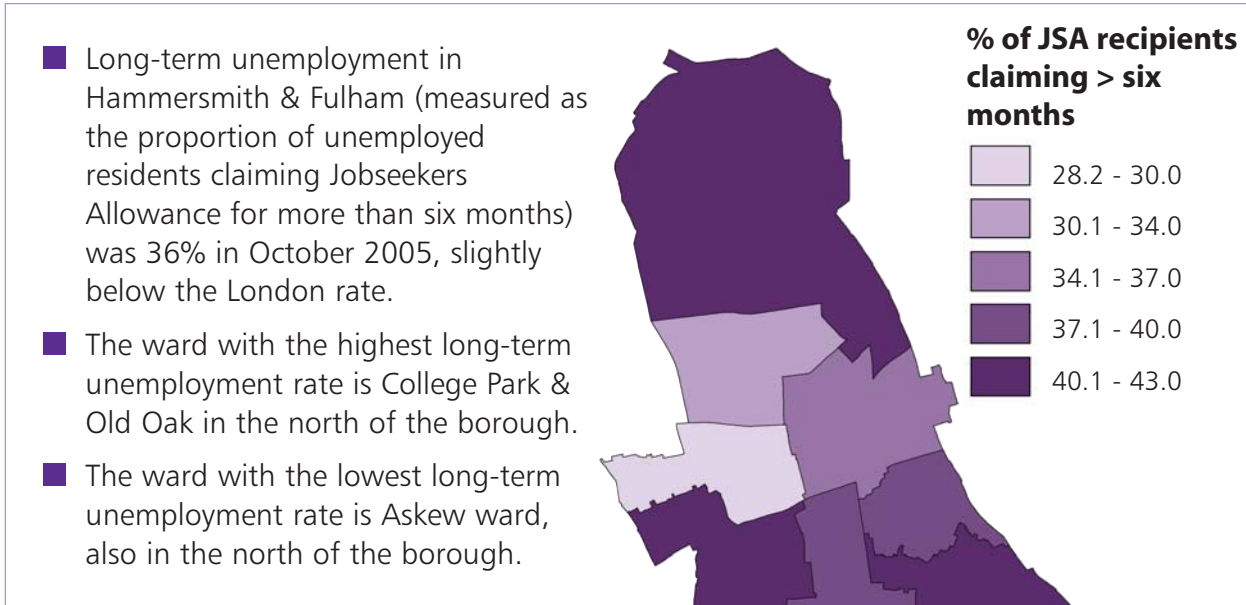 Long-term unemployment in
Hammersmith & Fulham (measured as
the proportion of unemployed
residents claiming Jobseekers
Allowance for more than six months)
was 36% in October 2005, slightly
below the London rate.
The ward with the highest long-term
unemployment rate is College Park &
Old Oak in the north of the borough.
The ward with the lowest long-term
unemployment rate is Askew ward,
also in the north of the borough.
% of JSA recipients
claiming > six
months
28.2 - 30.0
30.1 - 34.0
34.1 - 37.0
37.1 - 40.0
40.1 - 43.0